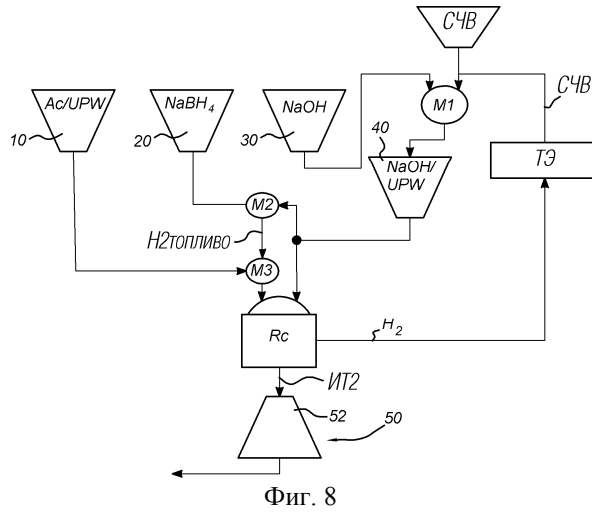 СЧВ
Ac/UPW
NaBH4
NaOH
M1
СЧВ
10
20
30
40
NaOH/
UPW
ТЭ
M2
H2ТОПЛИВО
M3
Rc
H2
ИТ2
52
50
Фиг. 8